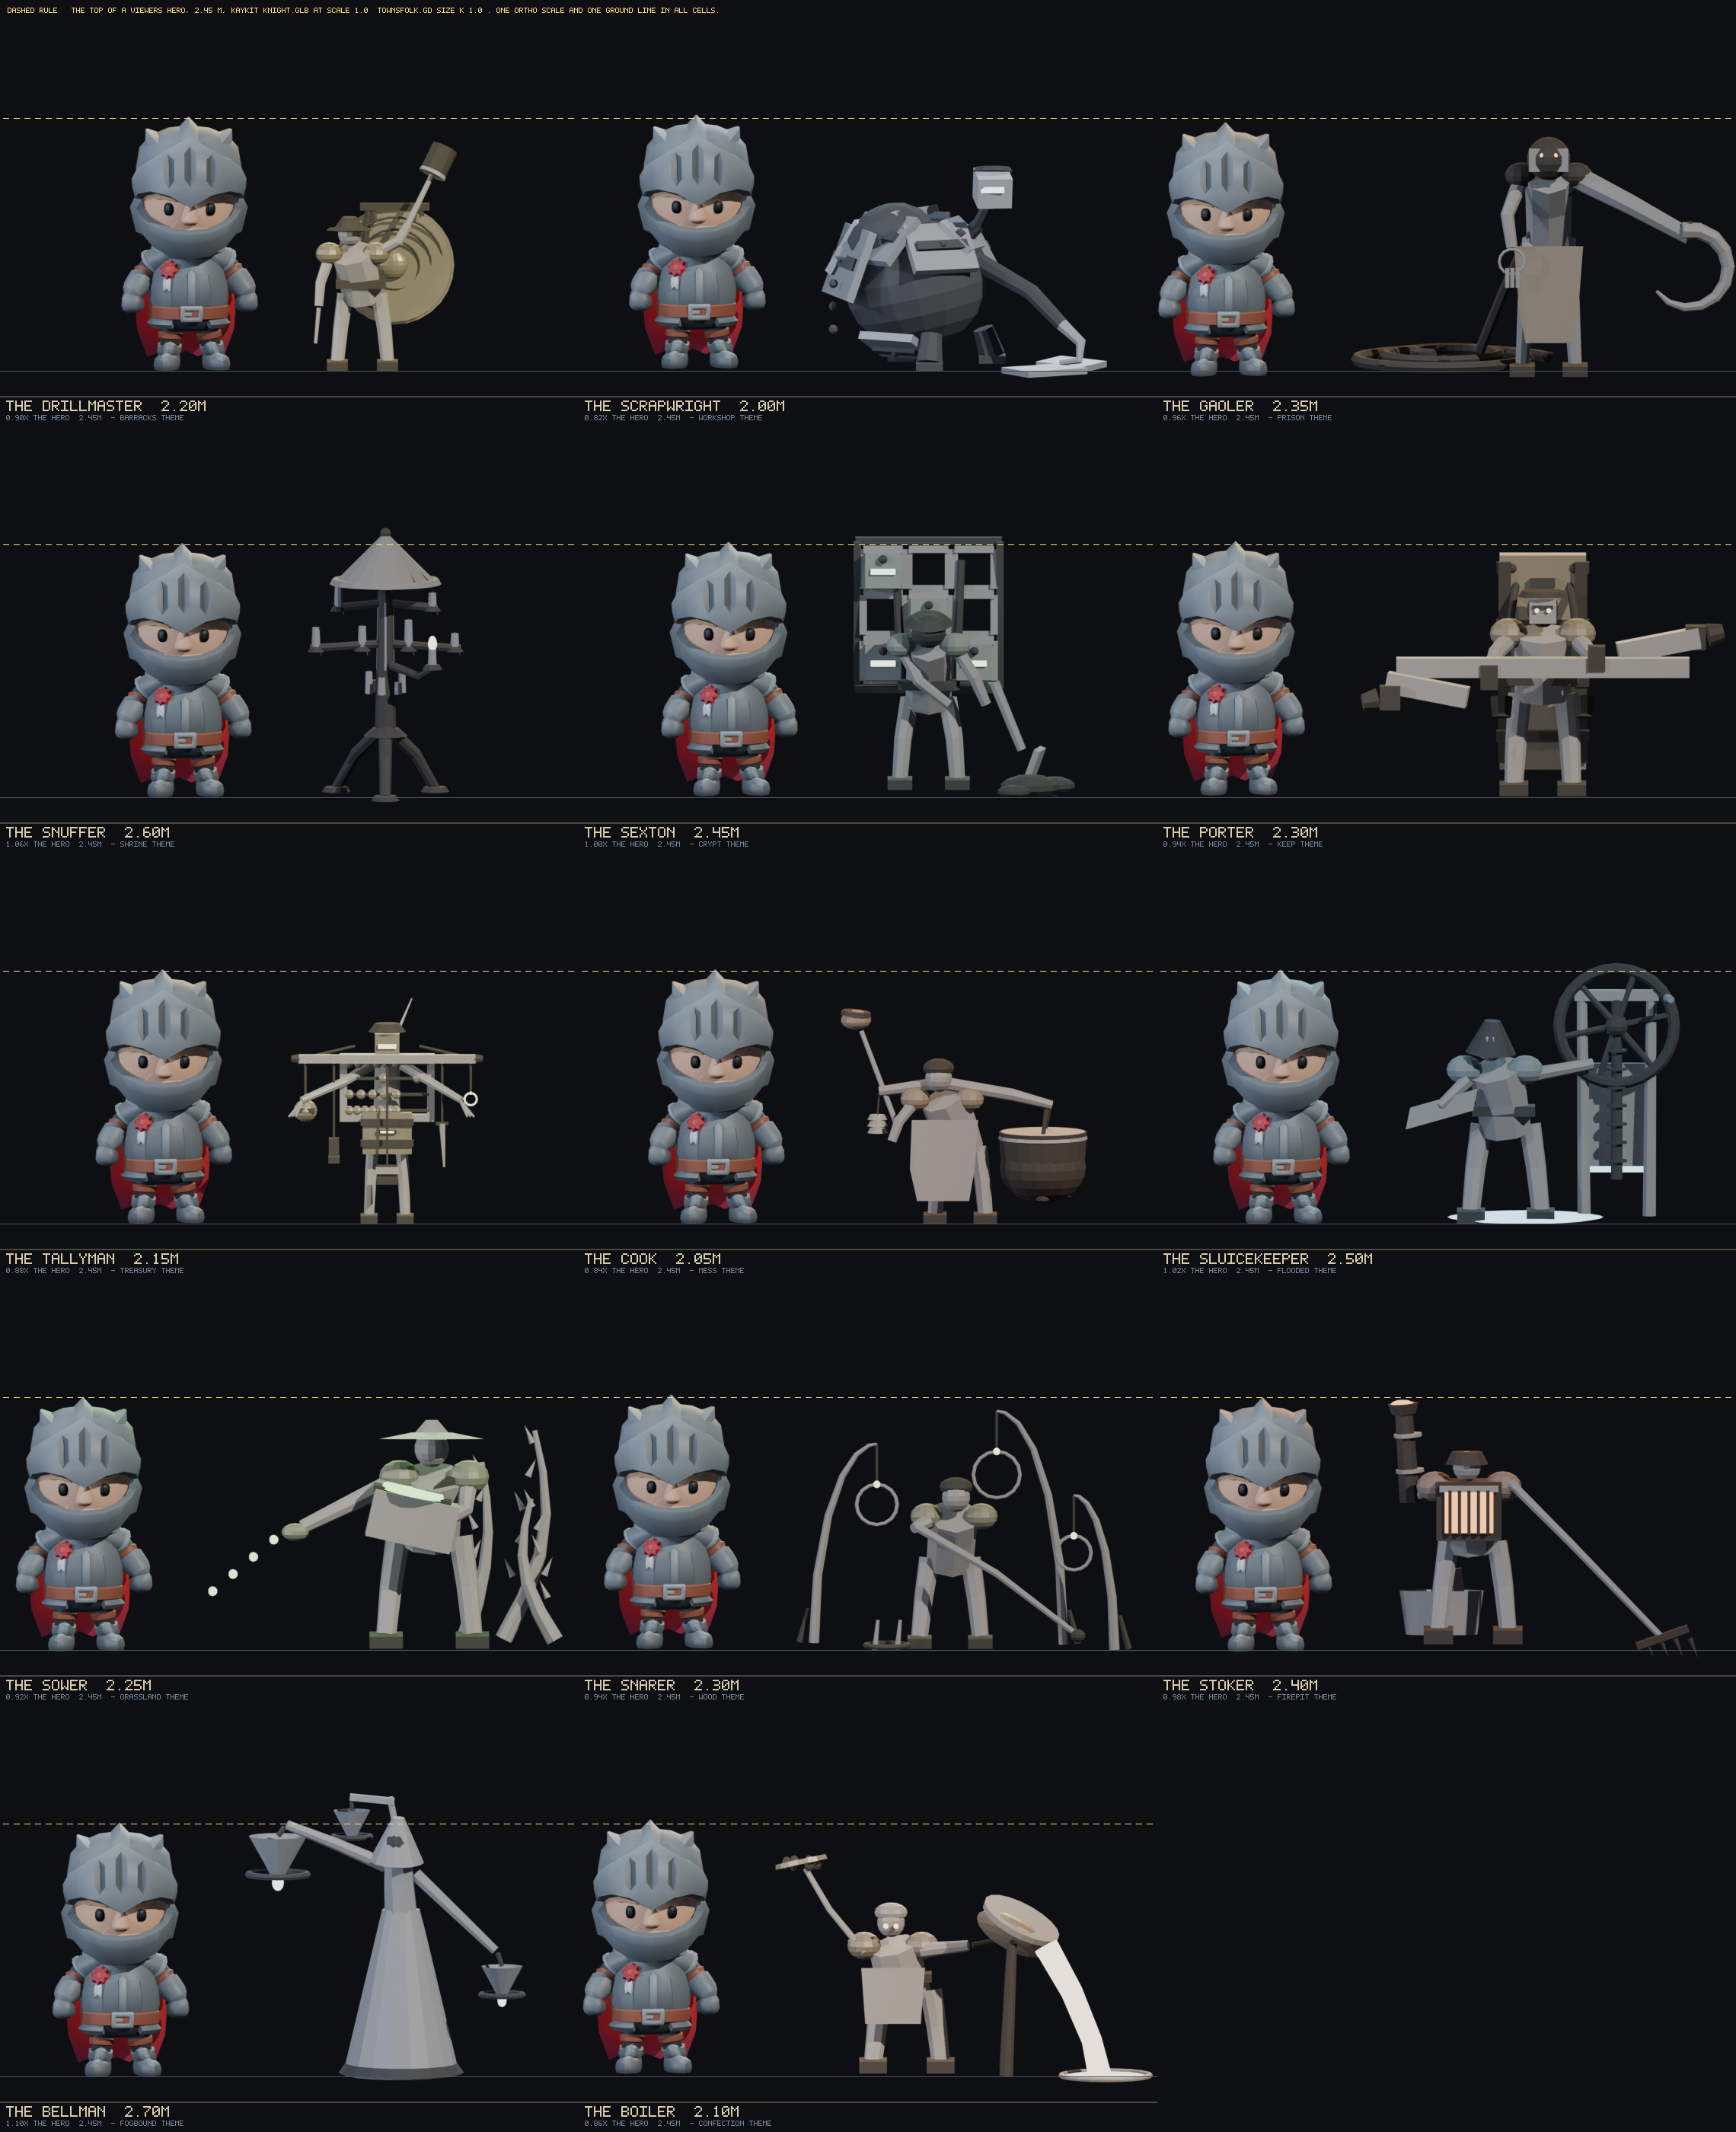 DASHED RULE   THE TOP OF A VIEWERS HERO, 2.45 M, KAYKIT KNIGHT.GLB AT SCALE 1.0  TOWNSFOLK.GD SIZE K 1.0 . ONE ORTHO SCALE AND ONE GROUND LINE IN ALL CELLS.
THE DRILLMASTER  2.20M
0.90X THE HERO  2.45M  - BARRACKS THEME
THE SCRAPWRIGHT  2.00M
0.82X THE HERO  2.45M  - WORKSHOP THEME
THE GAOLER  2.35M
0.96X THE HERO  2.45M  - PRISON THEME
THE SNUFFER  2.60M
1.06X THE HERO  2.45M  - SHRINE THEME
THE SEXTON  2.45M
1.00X THE HERO  2.45M  - CRYPT THEME
THE PORTER  2.30M
0.94X THE HERO  2.45M  - KEEP THEME
THE TALLYMAN  2.15M
0.88X THE HERO  2.45M  - TREASURY THEME
THE COOK  2.05M
0.84X THE HERO  2.45M  - MESS THEME
THE SLUICEKEEPER  2.50M
1.02X THE HERO  2.45M  - FLOODED THEME
THE SOWER  2.25M
0.92X THE HERO  2.45M  - GRASSLAND THEME
THE SNARER  2.30M
0.94X THE HERO  2.45M  - WOOD THEME
THE STOKER  2.40M
0.98X THE HERO  2.45M  - FIREPIT THEME
THE BELLMAN  2.70M
1.10X THE HERO  2.45M  - FOGBOUND THEME
THE BOILER  2.10M
0.86X THE HERO  2.45M  - CONFECTION THEME